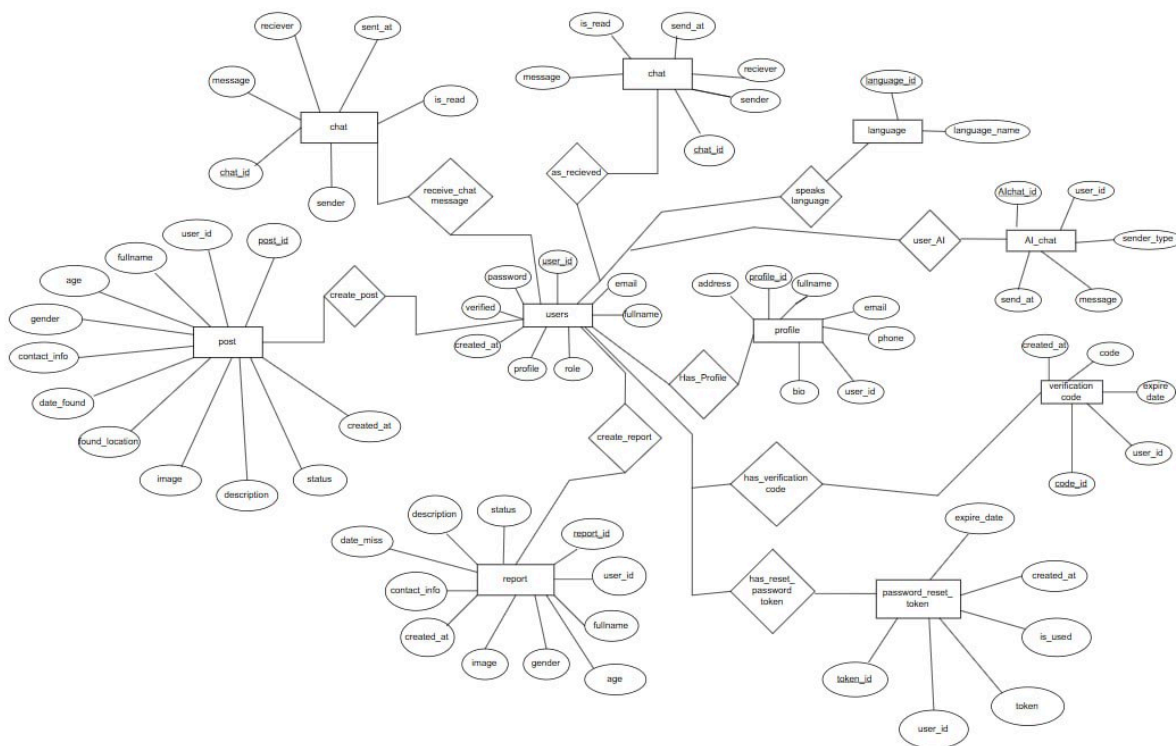 reciever
sent_at
message
is_read
chat
chat_id
sender
receive_chat
message
is_read
send_at
message
chat
reciever
sender
chat_id
as_recieved
language_id
language
language_name
speaks
language
AIchat_id
user_id
user_AI
AI_chat
sender_type
send_at
message
user_id
post_id
fullname
age
gender
contact_info
post
date_found
found_location
image
description
status
created_at
create_post
user_id
password
email
verified
users
fullname
created_at
profile
role
address
profile_id
fullname
email
profile
phone
bio
user_id
Has_Profile
created_at
code
verification
code
expire
date
user_id
code_id
has_verification
code
create_report
status
description
report_id
date_miss
report
user_id
contact_info
created_at
fullname
image
gender
age
has_reset_
password
token
expire_date
password_reset_
token
created_at
is_used
token_id
token
user_id